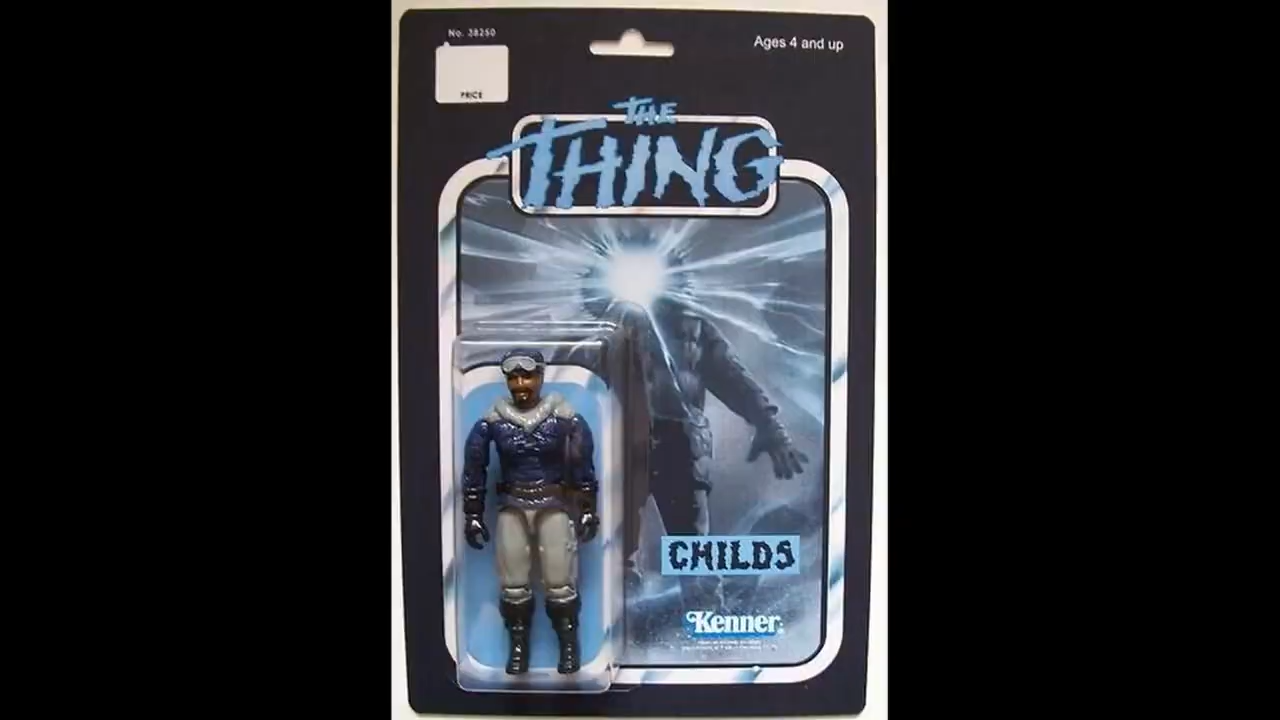 No. 38250
PRICE
Ages 4 and up
THE
THING
CHILDS
Kenner